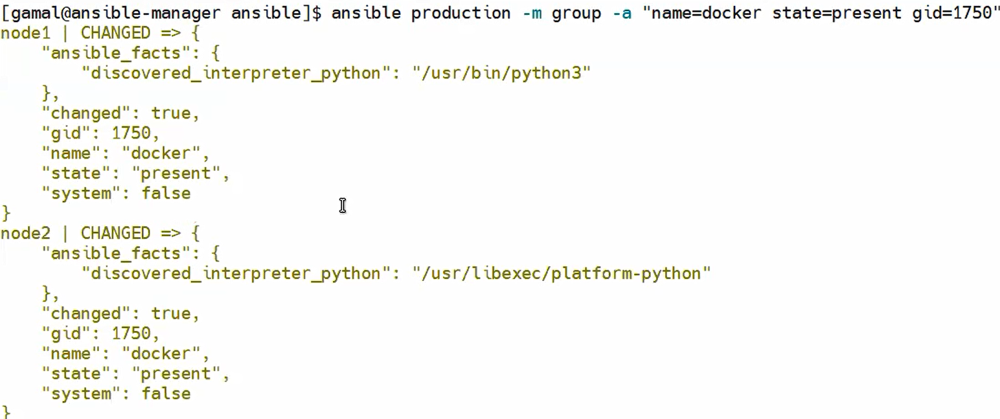 [gamal@ansible-manager ansible]$ ansible production -m group -a "name=docker state=present gid=1750"
node1 | CHANGED => {
    "ansible_facts": {
        "discovered_interpreter_python": "/usr/bin/python3"
    },
    "changed": true,
    "gid": 1750,
    "name": "docker",
    "state": "present",
    "system": false
}
node2 | CHANGED => {
    "ansible_facts": {
        "discovered_interpreter_python": "/usr/libexec/platform-python"
    },
    "changed": true,
    "gid": 1750,
    "name": "docker",
    "state": "present",
    "system": false
}